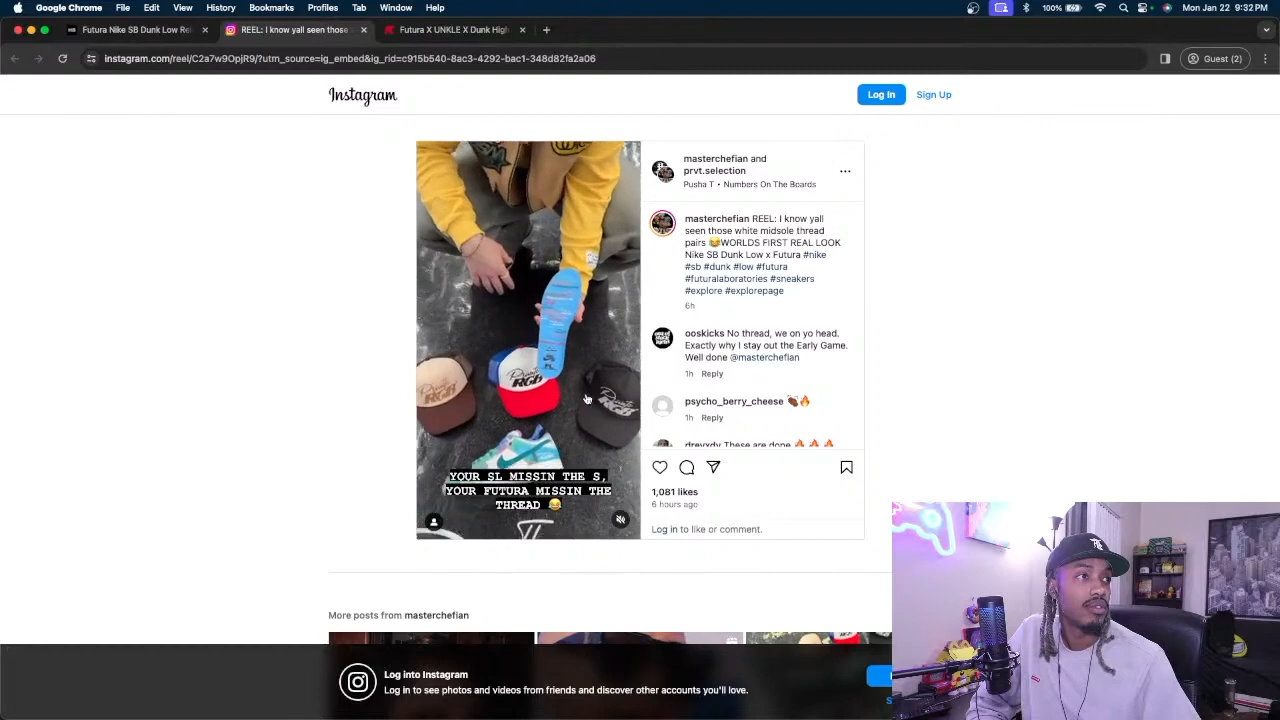 Google Chrome File Edit View History Bookmarks Profiles Tab Window Help
100% Mon Jan 22 9:32 PM
Futura Nike SB Dunk Low Re
REEL: I know yall seen those
Futura X UNKLE X Dunk High
instagram.com/reel/C2a7w9OpjR9/?utm_source=ig_embed&ig_rid=c915b540-8ac3-4292-bac1-348d82fa2a06
Guest (2)
Instagram
Log In
Sign Up
masterchefian and
prvt.selection
Pusha T • Numbers On The Boards
masterchefian REEL: I know yall
seen those white midsole thread
pairs 😂WORLDS FIRST REAL LOOK
Nike SB Dunk Low x Futura #nike
#sb #dunk #low #futura
#futuralaboratories #sneakers
#explore #explorepage
6h
ooskicks No thread, we on yo head.
Exactly why I stay out the Early Game.
Well done @masterchefian
1h Reply
psycho_berry_cheese 👏🏿🔥
1h Reply
drevxdv These are done 🔥🔥🔥
1,081 likes
6 hours ago
Log in to like or comment.
Private
RGB
Private
RGB
Private
RGB
YOUR SL MISSIN THE S,
YOUR FUTURA MISSIN THE
THREAD 😂
More posts from masterchefian
Log into Instagram
Log in to see photos and videos from friends and discover other accounts you'll love.